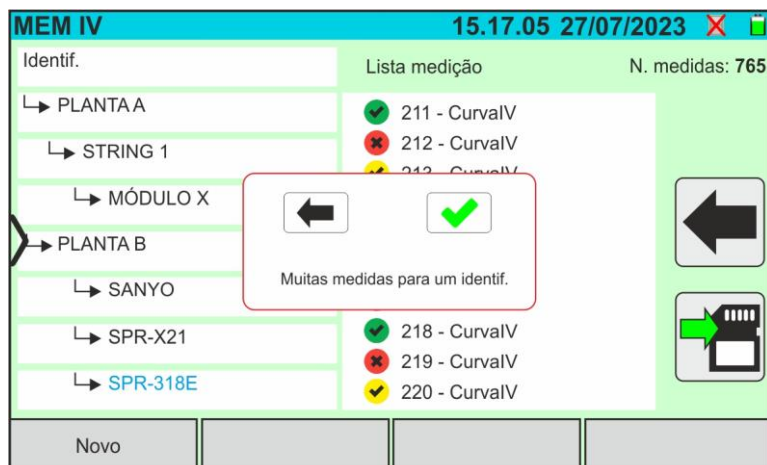 MEM IV 15.17.05 27/07/2023
Identif.
Lista medição N. medidas: 765
PLANTA A
STRING 1
MÓDULO X
PLANTA B
SANYO
SPR-X21
SPR-318E
211 - CurvaIV
212 - CurvaIV
213 - CurvaIV
218 - CurvaIV
219 - CurvaIV
220 - CurvaIV
Muitas medidas para um identif.
Novo